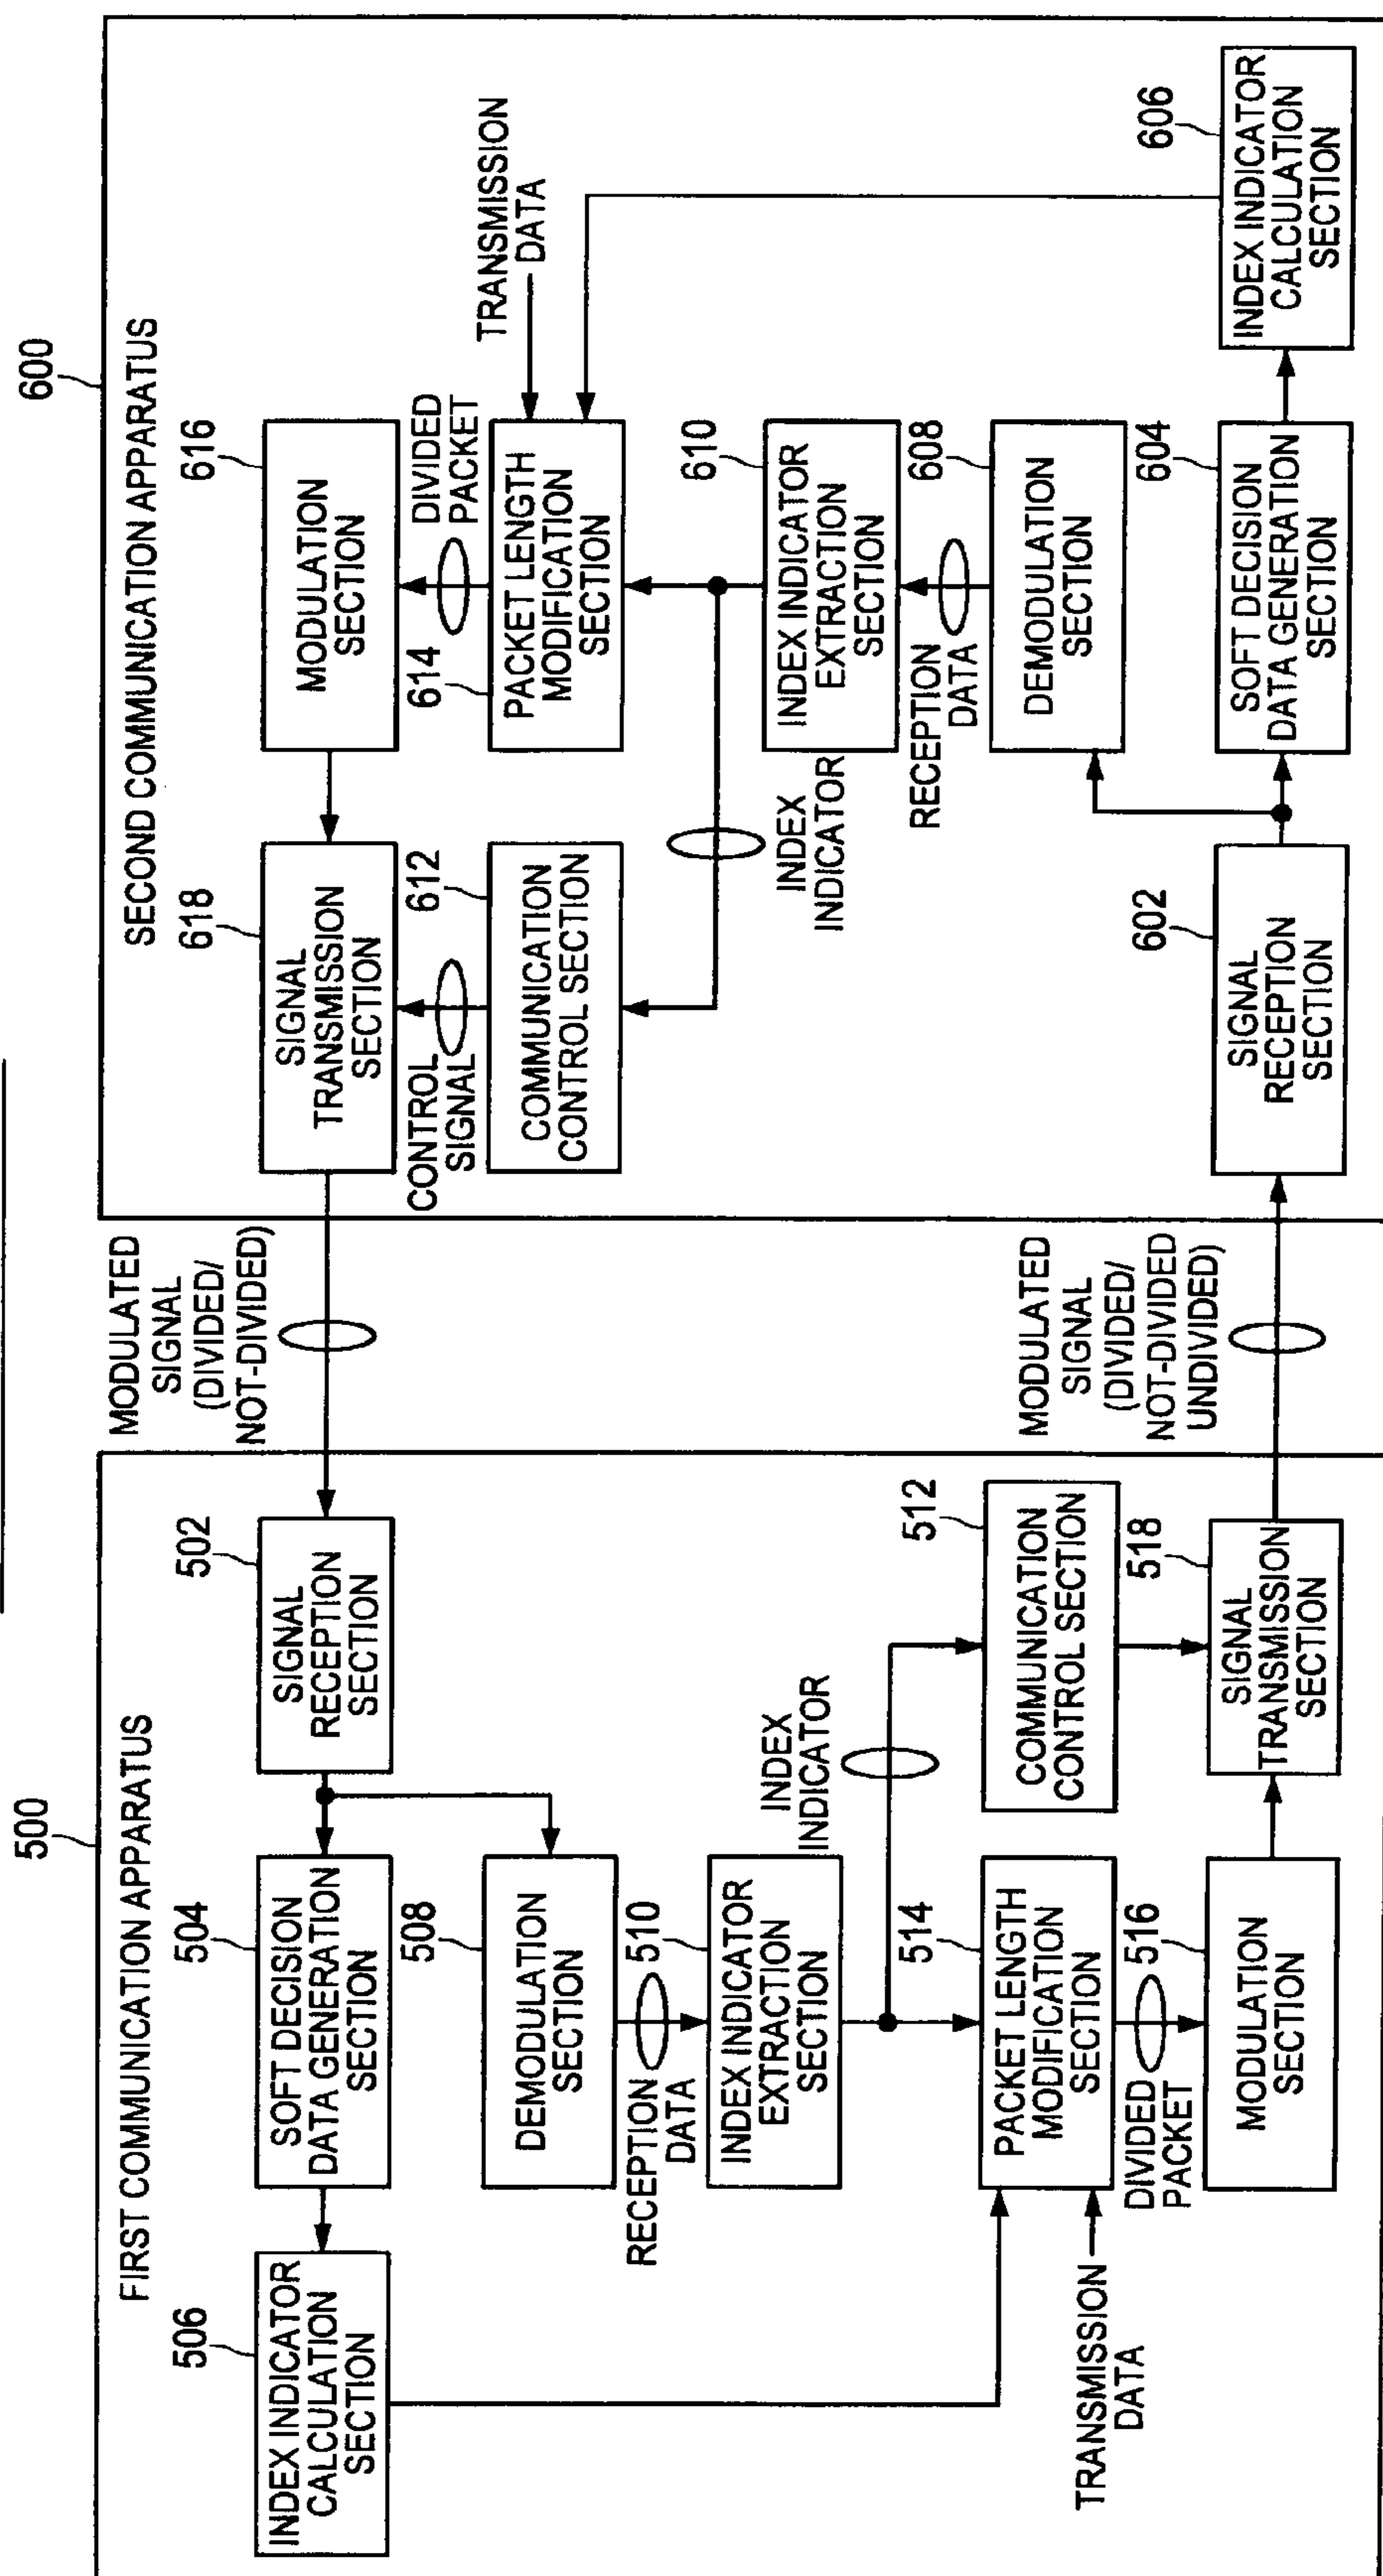 500
FIRST COMMUNICATION APPARATUS
506
INDEX INDICATOR
CALCULATION
SECTION
504
SOFT DECISION
DATA GENERATION
SECTION
502
SIGNAL
RECEPTION
SECTION
508
DEMODULATION
SECTION
RECEPTION
DATA
510
INDEX INDICATOR
EXTRACTION
SECTION
INDEX
INDICATOR
514
PACKET LENGTH
MODIFICATION
SECTION
512
COMMUNICATION
CONTROL SECTION
TRANSMISSION
DATA
DIVIDED
PACKET
516
MODULATION
SECTION
518
SIGNAL
TRANSMISSION
SECTION
MODULATED
SIGNAL
(DIVIDED/
NOT-DIVIDED)
MODULATED
SIGNAL
(DIVIDED/
NOT-DIVIDED
UNDIVIDED)
600
SECOND COMMUNICATION APPARATUS
618
SIGNAL
TRANSMISSION
SECTION
616
MODULATION
SECTION
CONTROL
SIGNAL
612
COMMUNICATION
CONTROL SECTION
DIVIDED
PACKET
614
PACKET LENGTH
MODIFICATION
SECTION
TRANSMISSION
DATA
INDEX
INDICATOR
610
INDEX INDICATOR
EXTRACTION
SECTION
RECEPTION
DATA
608
DEMODULATION
SECTION
602
SIGNAL
RECEPTION
SECTION
604
SOFT DECISION
DATA GENERATION
SECTION
606
INDEX INDICATOR
CALCULATION
SECTION